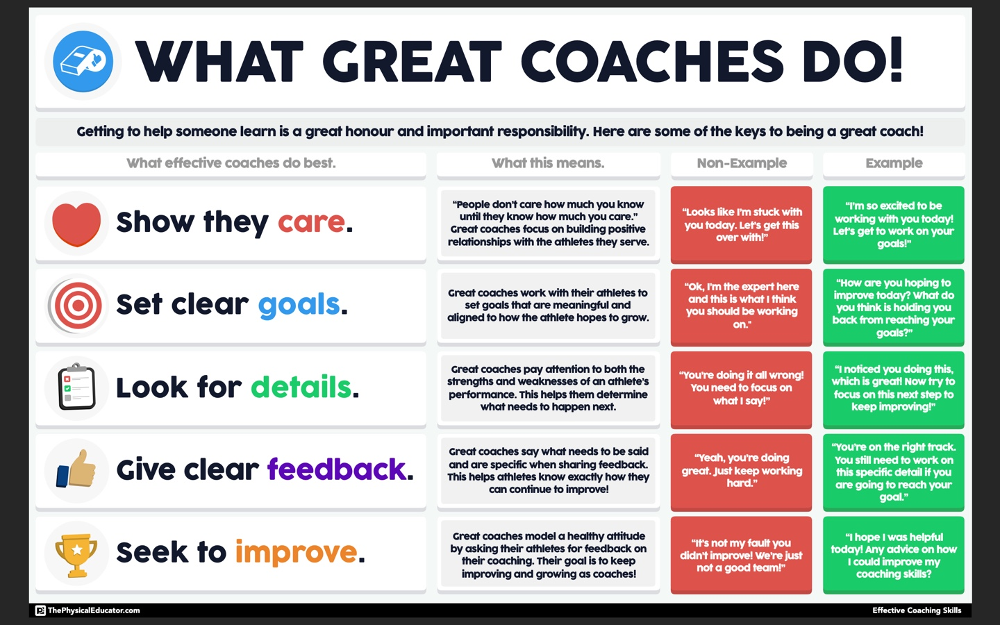 WHAT GREAT COACHES DO!
Getting to help someone learn is a great honour and important responsibility. Here are some of the keys to being a great coach!
What effective coaches do best.
What this means.
Non-Example
Example
Show they care.
“People don’t care how much you know
until they know how much you care.”
Great coaches focus on building positive
relationships with the athletes they serve.
“Looks like I’m stuck with
you today. Let’s get this
over with!”
“I’m so excited to be
working with you today!
Let’s get to work on your
goals!”
Set clear goals.
Great coaches work with their athletes to
set goals that are meaningful and
aligned to how the athlete hopes to grow.
“Ok, I’m the expert here
and this is what I think
you should be working
on."
“How are you hoping to
improve today? What do
you think is holding you
back from reaching your
goals?”
Look for details.
Great coaches pay attention to both the
strengths and weaknesses of an athlete’s
performance. This helps them determine
what needs to happen next.
“You’re doing it all wrong!
You need to focus on
what I say!”
“I noticed you doing this,
which is great! Now try to
focus on this next step to
keep improving!”
Give clear feedback.
Great coaches say what needs to be said
and are specific when sharing feedback.
This helps athletes know exactly how they
can continue to improve!
“Yeah, you’re doing
great. Just keep working
hard.”
“You’re on the right track.
You still need to work on
this specific detail if you
are going to reach your
goal.”
Seek to improve.
Great coaches model a healthy attitude
by asking their athletes for feedback on
their coaching. Their goal is to keep
improving and growing as coaches!
“It’s not my fault you
didn’t improve! We’re just
not a good team!”
“I hope I was helpful
today! Any advice on how
I could improve my
coaching skills?
ThePhysicalEducator.com
Effective Coaching Skills